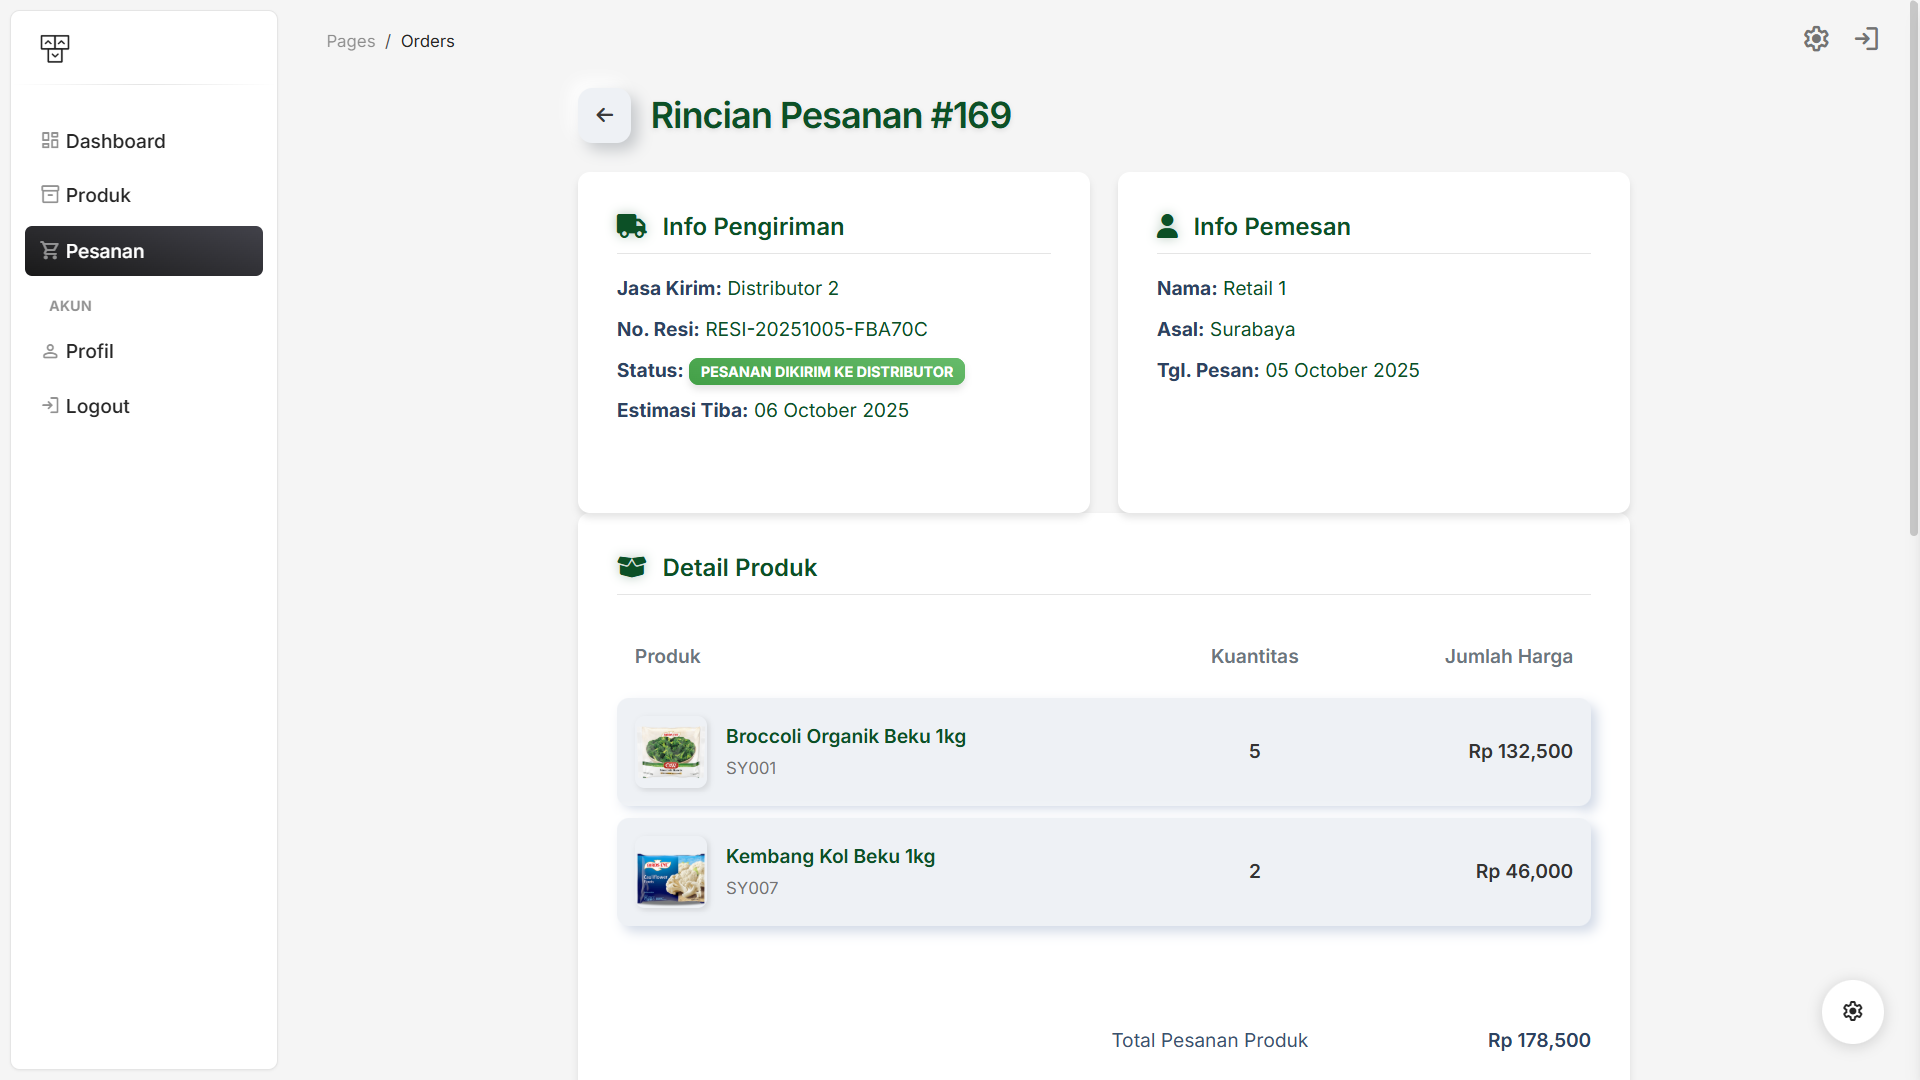 Pages / Orders
Dashboard
Produk
Pesanan
AKUN
Profil
Logout
Rincian Pesanan #169
Info Pengiriman
Jasa Kirim: Distributor 2
No. Resi: RESI-20251005-FBA70C
Status: PESANAN DIKIRIM KE DISTRIBUTOR
Estimasi Tiba: 06 October 2025
Info Pemesan
Nama: Retail 1
Asal: Surabaya
Tgl. Pesan: 05 October 2025
Detail Produk
Produk Kuantitas Jumlah Harga
Broccoli Organik Beku 1kg
SY001
5 Rp 132,500
Kembang Kol Beku 1kg
SY007
2 Rp 46,000
Total Pesanan Produk Rp 178,500